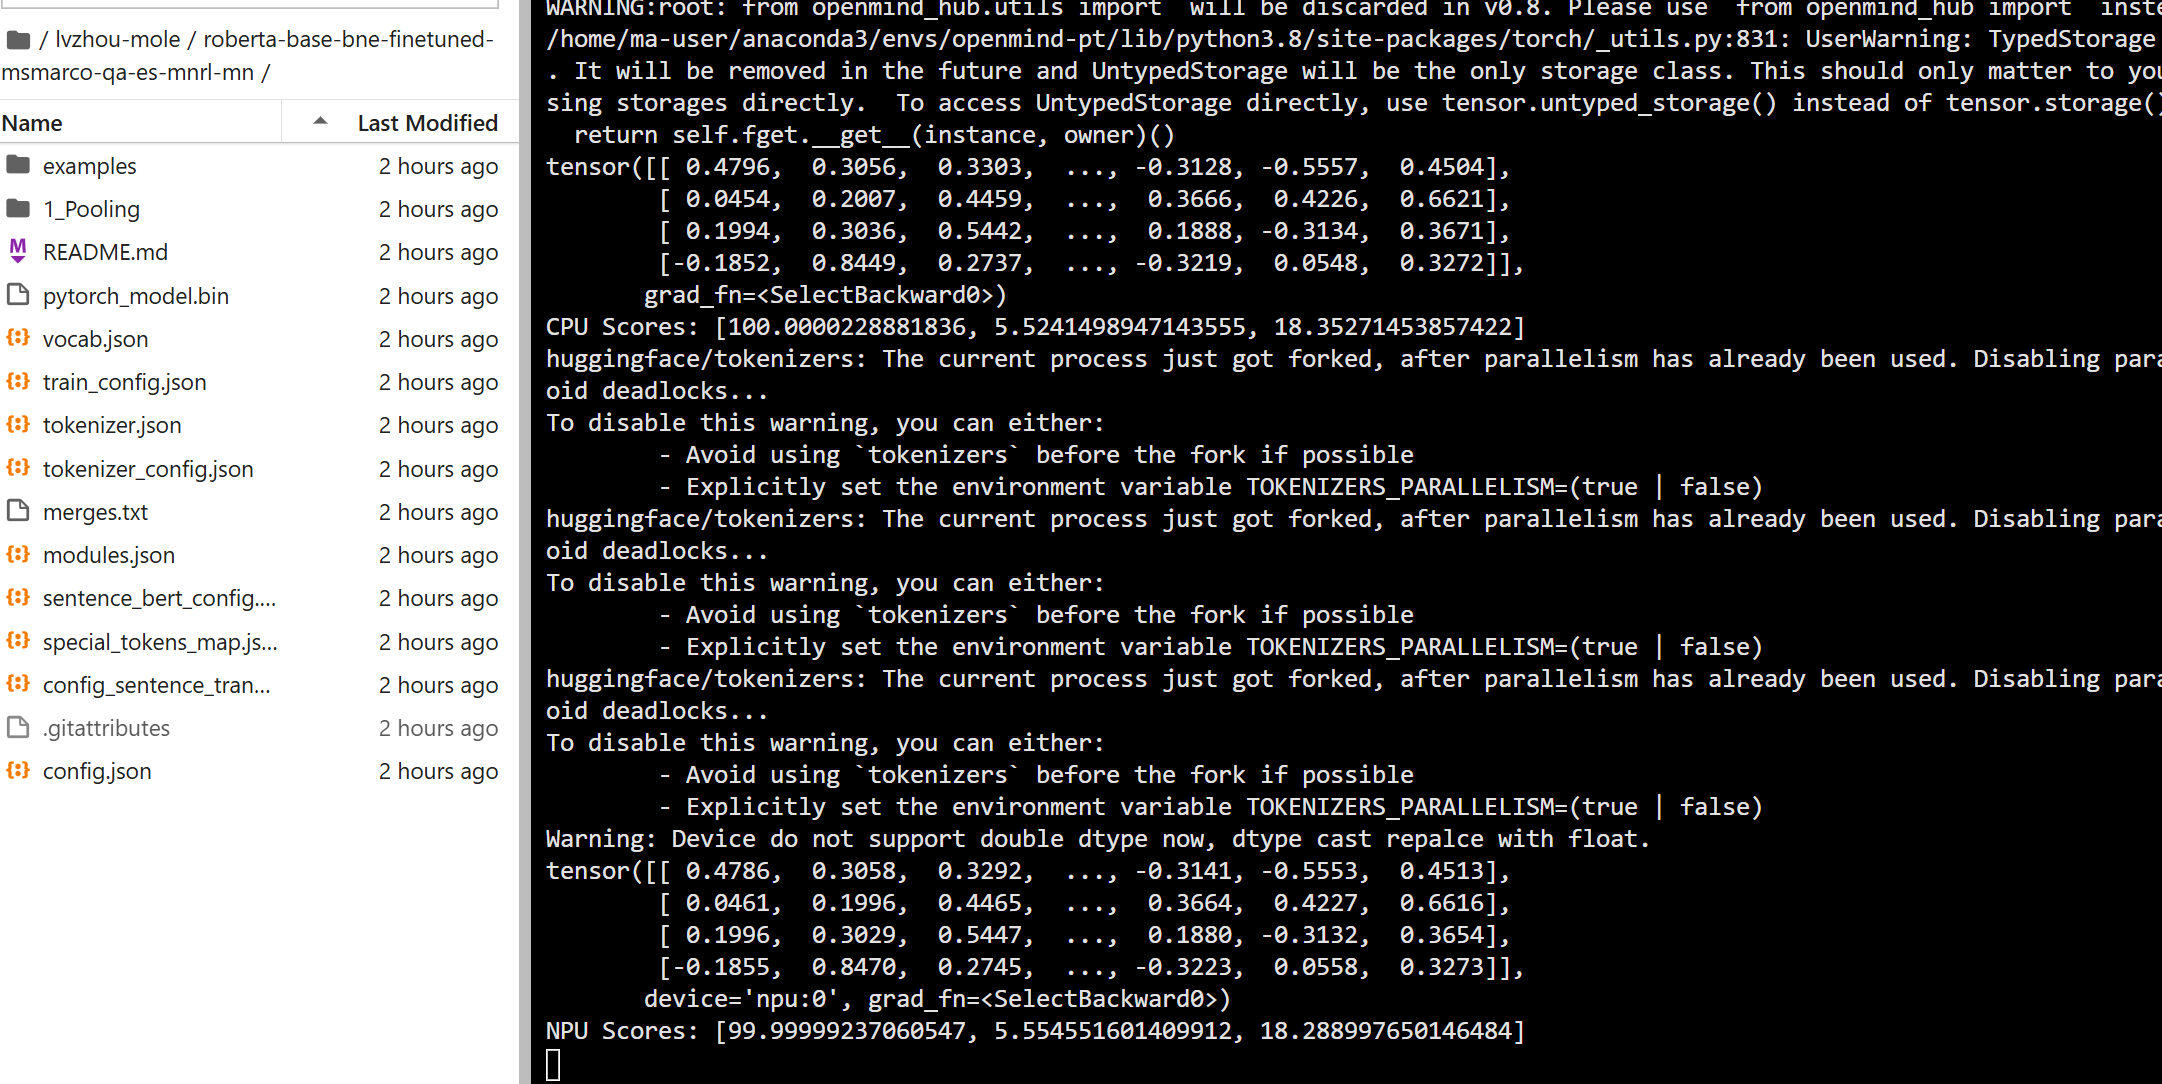 / lvzhou-mole / roberta-base-bne-finetuned-
msmarco-qa-es-mnrl-mn /
Name Last Modified
examples 2 hours ago
1_Pooling 2 hours ago
README.md 2 hours ago
pytorch_model.bin 2 hours ago
vocab.json 2 hours ago
train_config.json 2 hours ago
tokenizer.json 2 hours ago
tokenizer_config.json 2 hours ago
merges.txt 2 hours ago
modules.json 2 hours ago
sentence_bert_config.... 2 hours ago
special_tokens_map.js... 2 hours ago
config_sentence_tran... 2 hours ago
.gitattributes 2 hours ago
config.json 2 hours ago
WARNING:root: from openmind_hub.utils import  will be discarded in v0.8. Please use  from openmind_hub import  inste
/home/ma-user/anaconda3/envs/openmind-pt/lib/python3.8/site-packages/torch/_utils.py:831: UserWarning: TypedStorage
. It will be removed in the future and UntypedStorage will be the only storage class. This should only matter to you
sing storages directly.  To access UntypedStorage directly, use tensor.untyped_storage() instead of tensor.storage()
  return self.fget.__get__(instance, owner)()
tensor([[ 0.4796,  0.3056,  0.3303,  ..., -0.3128, -0.5557,  0.4504],
        [ 0.0454,  0.2007,  0.4459,  ...,  0.3666,  0.4226,  0.6621],
        [ 0.1994,  0.3036,  0.5442,  ...,  0.1888, -0.3134,  0.3671],
        [-0.1852,  0.8449,  0.2737,  ..., -0.3219,  0.0548,  0.3272]],
       grad_fn=<SelectBackward0>)
CPU Scores: [100.0000228881836, 5.5241498947143555, 18.35271453857422]
huggingface/tokenizers: The current process just got forked, after parallelism has already been used. Disabling para
oid deadlocks...
To disable this warning, you can either:
        - Avoid using `tokenizers` before the fork if possible
        - Explicitly set the environment variable TOKENIZERS_PARALLELISM=(true | false)
huggingface/tokenizers: The current process just got forked, after parallelism has already been used. Disabling para
oid deadlocks...
To disable this warning, you can either:
        - Avoid using `tokenizers` before the fork if possible
        - Explicitly set the environment variable TOKENIZERS_PARALLELISM=(true | false)
huggingface/tokenizers: The current process just got forked, after parallelism has already been used. Disabling para
oid deadlocks...
To disable this warning, you can either:
        - Avoid using `tokenizers` before the fork if possible
        - Explicitly set the environment variable TOKENIZERS_PARALLELISM=(true | false)
Warning: Device do not support double dtype now, dtype cast repalce with float.
tensor([[ 0.4786,  0.3058,  0.3292,  ..., -0.3141, -0.5553,  0.4513],
        [ 0.0461,  0.1996,  0.4465,  ...,  0.3664,  0.4227,  0.6616],
        [ 0.1996,  0.3029,  0.5447,  ...,  0.1880, -0.3132,  0.3654],
        [-0.1855,  0.8470,  0.2745,  ..., -0.3223,  0.0558,  0.3273]],
       device='npu:0', grad_fn=<SelectBackward0>)
NPU Scores: [99.99999237060547, 5.554551601409912, 18.288997650146484]